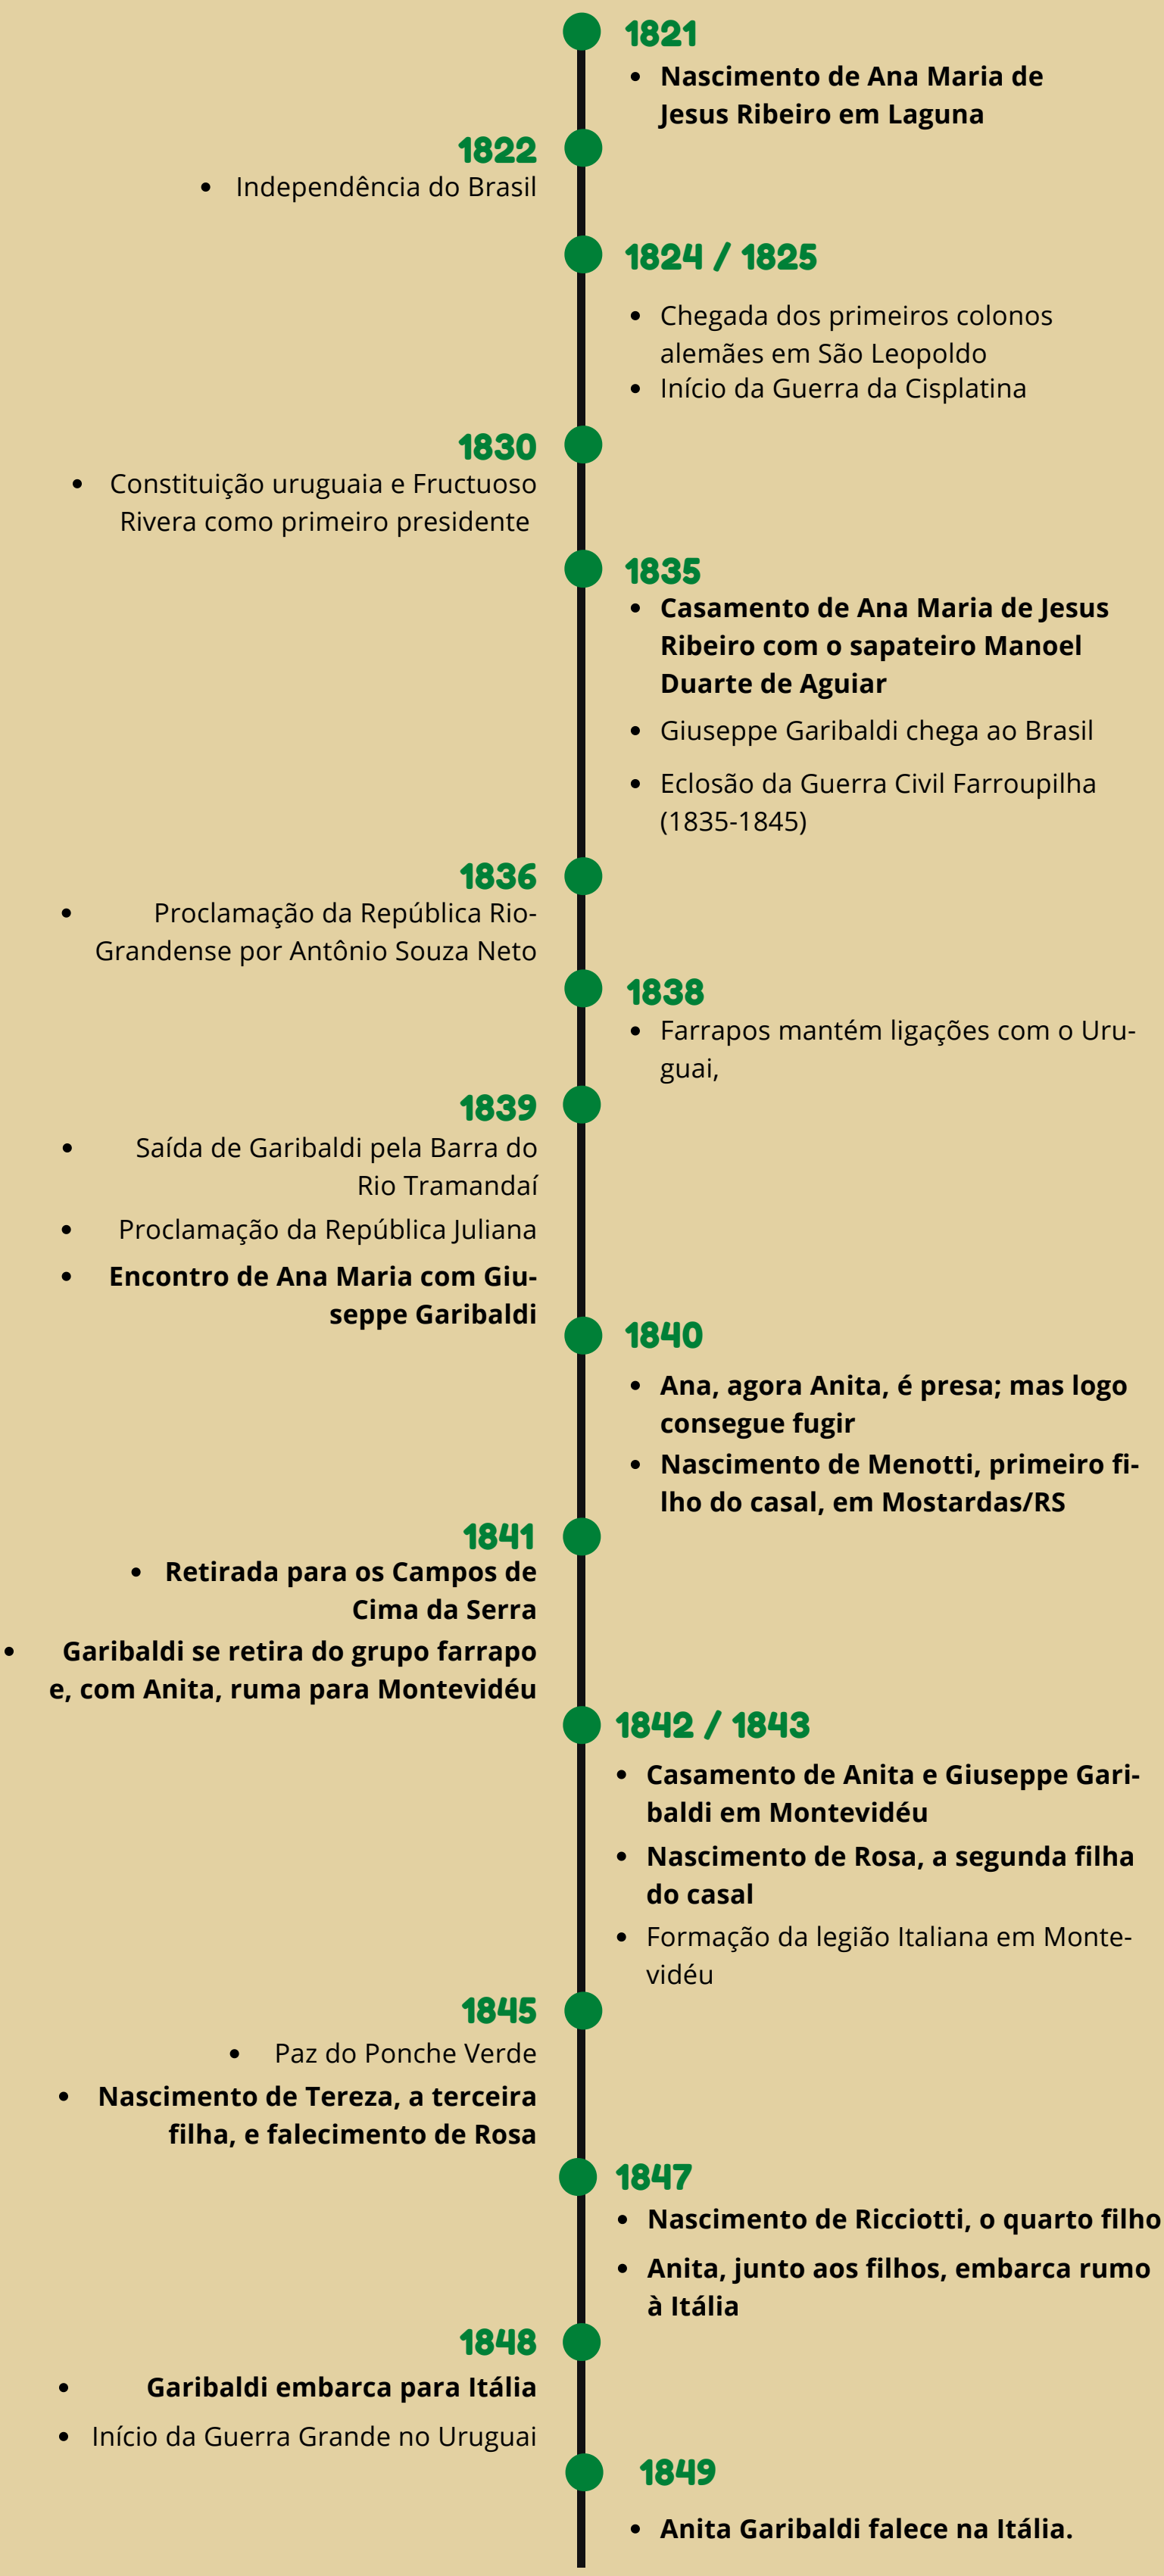 1821
• Nascimento de Ana Maria de
Jesus Ribeiro em Laguna
1822
• Independência do Brasil
1824 / 1825
• Chegada dos primeiros colonos
alemães em São Leopoldo
• Início da Guerra da Cisplatina
1830
• Constituição uruguaia e Fructuoso
Rivera como primeiro presidente
1835
• Casamento de Ana Maria de Jesus
Ribeiro com o sapateiro Manoel
Duarte de Aguiar
• Giuseppe Garibaldi chega ao Brasil
• Eclosão da Guerra Civil Farroupilha
(1835-1845)
1836
• Proclamação da República Rio-
Grandense por Antônio Souza Neto
1838
• Farrapos mantém ligações com o Uru-
guai,
1839
• Saída de Garibaldi pela Barra do
Rio Tramandaí
• Proclamação da República Juliana
• Encontro de Ana Maria com Giu-
seppe Garibaldi
1840
• Ana, agora Anita, é presa; mas logo
consegue fugir
• Nascimento de Menotti, primeiro fi-
lho do casal, em Mostardas/RS
1841
• Retirada para os Campos de
Cima da Serra
• Garibaldi se retira do grupo farrapo
e, com Anita, ruma para Montevidéu
1842 / 1843
• Casamento de Anita e Giuseppe Gari-
baldi em Montevidéu
• Nascimento de Rosa, a segunda filha
do casal
• Formação da legião Italiana em Monte-
vidéu
1845
• Paz do Ponche Verde
• Nascimento de Tereza, a terceira
filha, e falecimento de Rosa
1847
• Nascimento de Ricciotti, o quarto filho
• Anita, junto aos filhos, embarca rumo
à Itália
1848
• Garibaldi embarca para Itália
• Início da Guerra Grande no Uruguai
1849
• Anita Garibaldi falece na Itália.